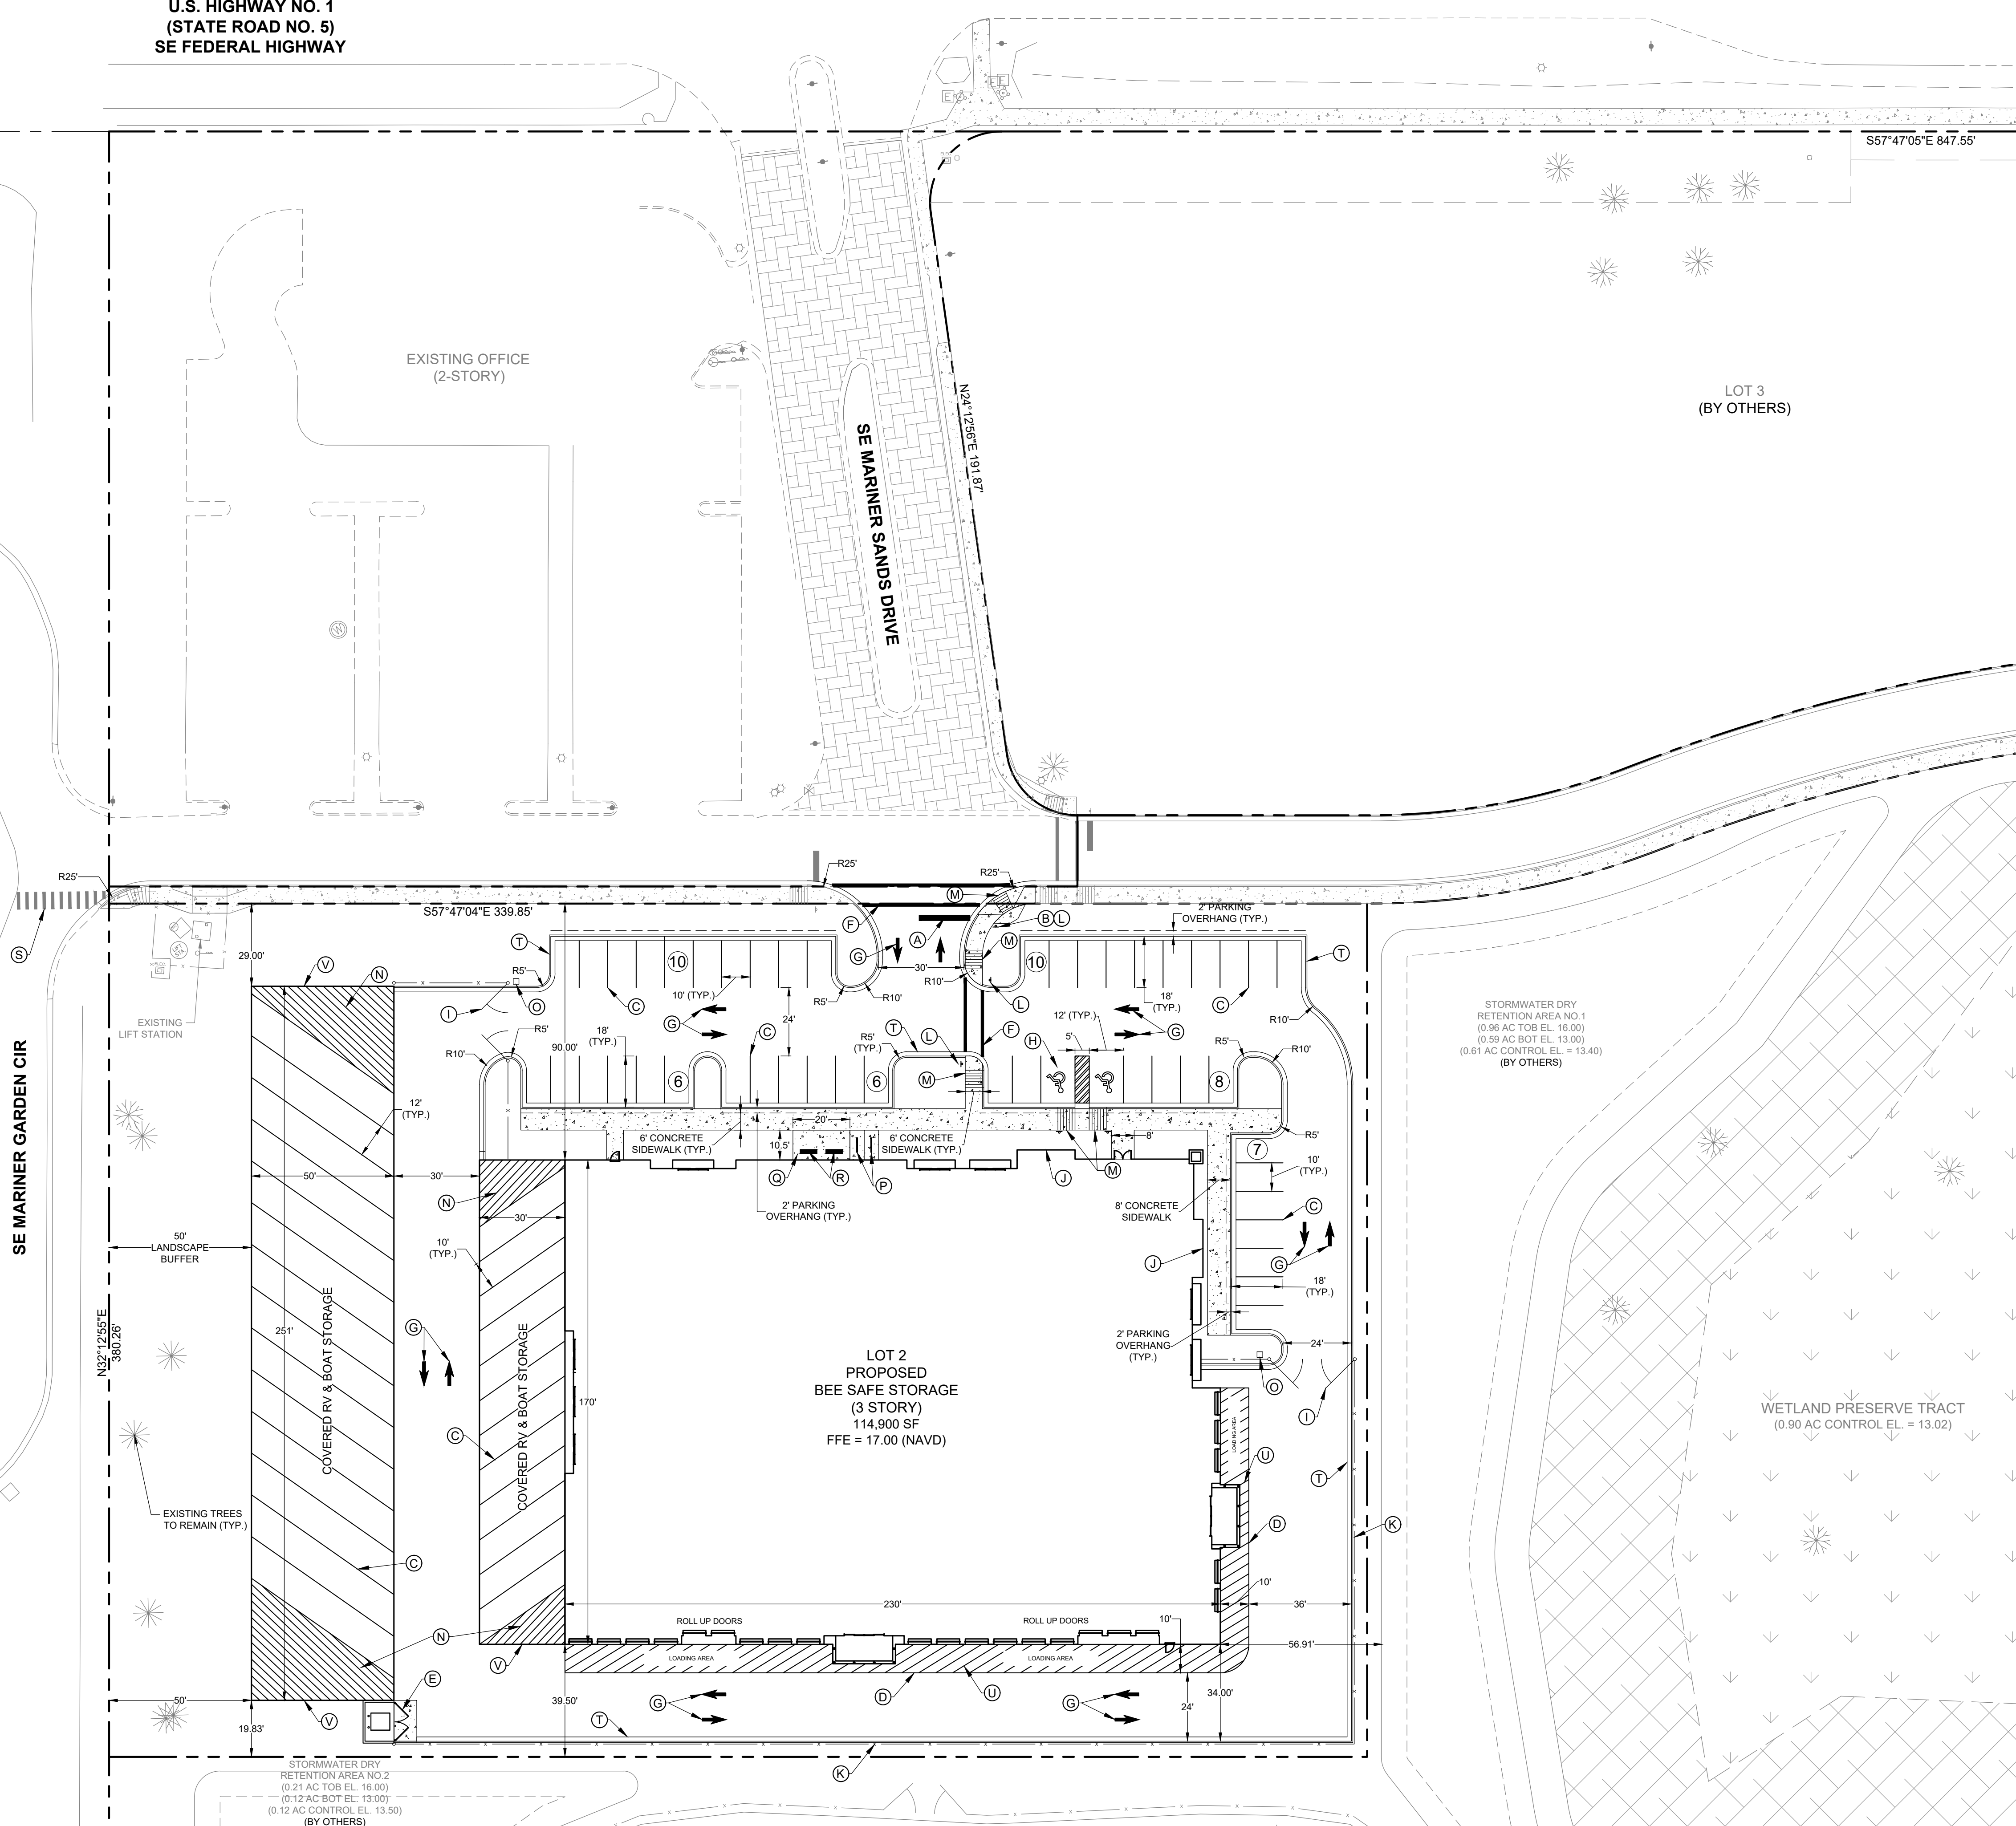 U.S. HIGHWAY NO. 1
(STATE ROAD NO. 5)
SE FEDERAL HIGHWAY
E E
E
S57°47'05"E 847.55'
EXISTING OFFICE
(2-STORY)
LOT 3
(BY OTHERS)
N24°12'56"E 191.87'
SE MARINER SANDS DRIVE
W
R25'
R25'
R25'
M
S57°47'04"E 339.85'
F
A
B L
2' PARKING
OVERHANG (TYP.)
S
29.00'
V
N
T
10
G
30'
M
10
T
R5'
R5'
R10'
R10'
L
I
O
10' (TYP.)
C
18'
(TYP.)
C
EXISTING
LIFT STATION
STORMWATER DRY
RETENTION AREA NO.1
(0.96 AC TOB EL. 16.00)
(0.59 AC BOT EL. 13.00)
(0.61 AC CONTROL EL. = 13.40)
(BY OTHERS)
R10'
G
24'
C
R5'
18'
(TYP.)
90.00'
R10'
R5'
(TYP.)
T
L
F
H
12' (TYP.)
5'
G
R5'
R10'
6
6
M
8
12'
(TYP.)
20'
6' CONCRETE
SIDEWALK (TYP.)
10.5'
6' CONCRETE
SIDEWALK (TYP.)
8'
R5'
7
50'
30'
N
Q
R
P
J
M
10'
(TYP.)
30'
2' PARKING
OVERHANG (TYP.)
8' CONCRETE
SIDEWALK
C
SE MARINER GARDEN CIR
50'
LANDSCAPE
BUFFER
10'
(TYP.)
J
G
18'
(TYP.)
N32°12'55"E
380.26'
251'
COVERED RV & BOAT STORAGE
G
COVERED RV & BOAT STORAGE
170'
2' PARKING
OVERHANG
(TYP.)
24'
LOT 2
PROPOSED
BEE SAFE STORAGE
(3 STORY)
114,900 SF
FFE = 17.00 (NAVD)
O
I
WETLAND PRESERVE TRACT
(0.90 AC CONTROL EL. = 13.02)
C
LOADING AREA
U
T
EXISTING TREES
TO REMAIN (TYP.)
D
K
C
10'
230'
36'
ROLL UP DOORS
ROLL UP DOORS
10'
N
56.91'
V
LOADING AREA
LOADING AREA
E
50'
39.50'
G
D
U
G
24'
34.00'
V
T
19.83'
K
STORMWATER DRY
RETENTION AREA NO.2
(0.21 AC TOB EL. 16.00)
(0.12 AC BOT EL. 13.00)
(0.12 AC CONTROL EL. 13.50)
(BY OTHERS)